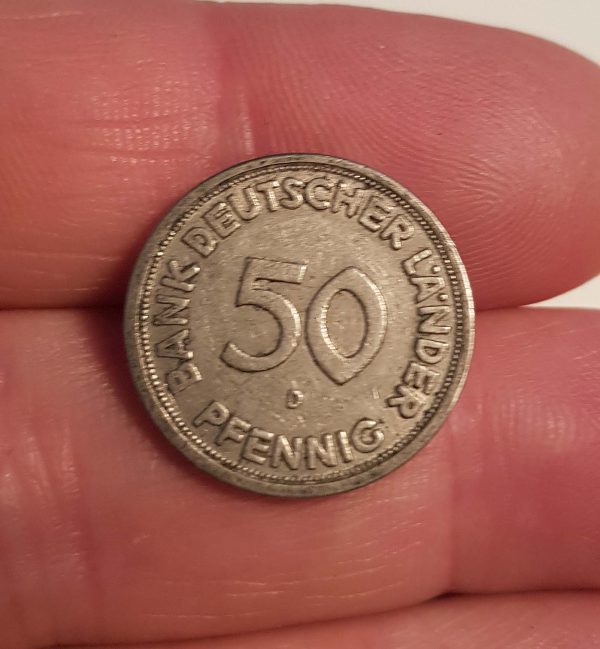 BANK DEUTSCHER LÄNDER
50
D
PFENNIG